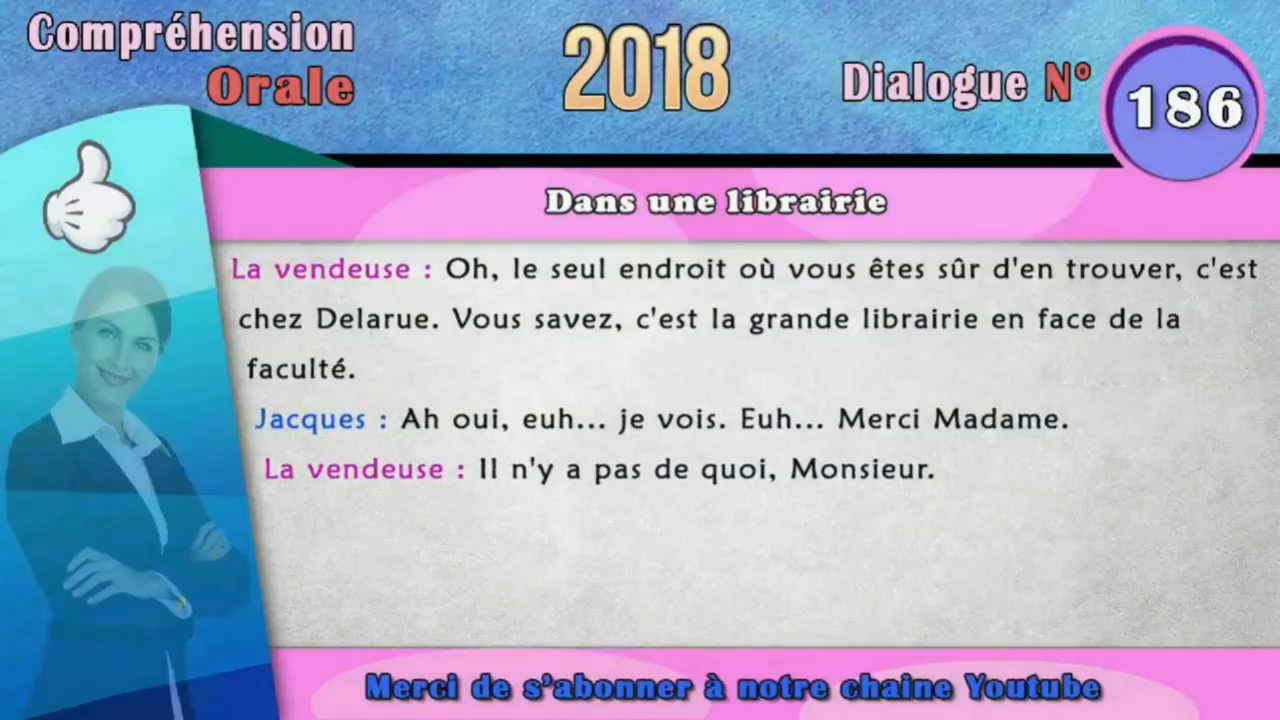 Compréhension
Orale
2018
Dialogue N°
186
Dans une librairie
La vendeuse : Oh, le seul endroit où vous êtes sûr d'en trouver, c'est
chez Delarue. Vous savez, c'est la grande librairie en face de la
faculté.
Jacques : Ah oui, euh... je vois. Euh... Merci Madame.
La vendeuse : Il n'y a pas de quoi, Monsieur.
Merci de s'abonner à notre chaine Youtube